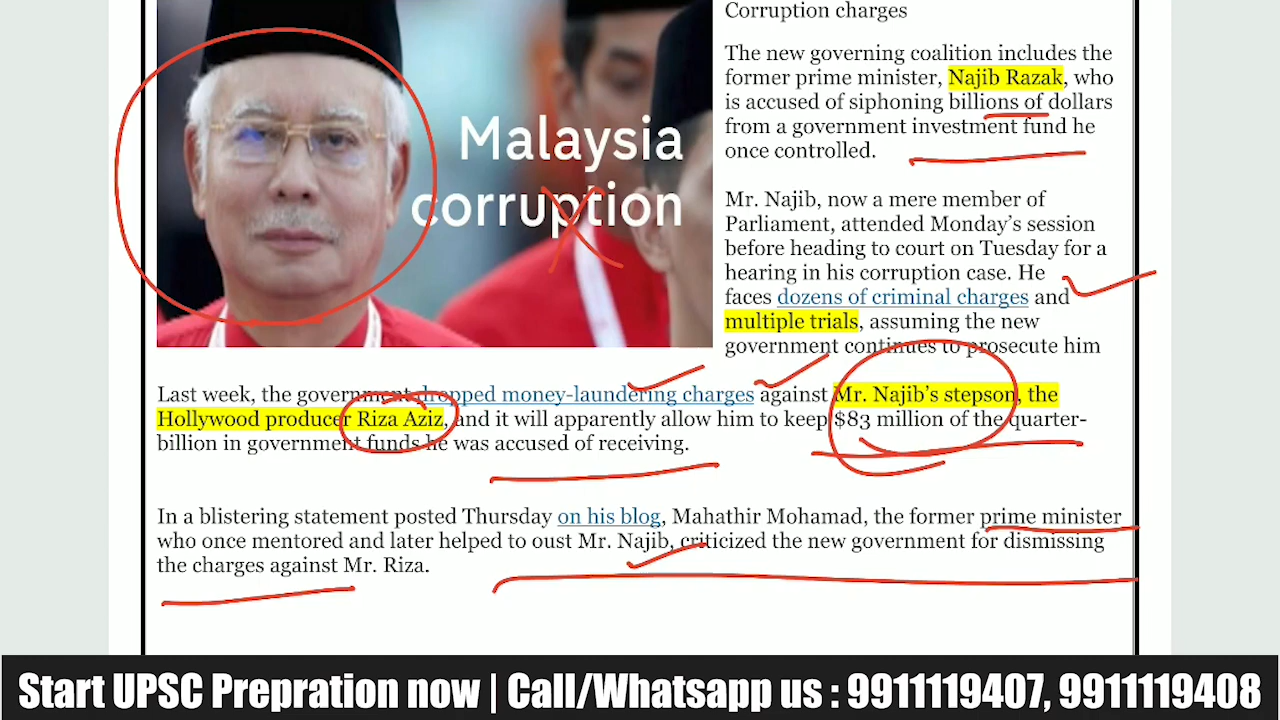 Corruption charges
The new governing coalition includes the
former prime minister, Najib Razak, who
is accused of siphoning billions of dollars
from a government investment fund he
once controlled.
Malaysia
corruption
Mr. Najib, now a mere member of
Parliament, attended Monday's session
before heading to court on Tuesday for a
hearing in his corruption case. He
faces dozens of criminal charges and
multiple trials, assuming the new
government continues to prosecute him
Last week, the government dropped money-laundering charges against Mr. Najib's stepson, the
Hollywood producer Riza Aziz, and it will apparently allow him to keep $83 million of the quarter-
billion in government funds he was accused of receiving.
In a blistering statement posted Thursday on his blog, Mahathir Mohamad, the former prime minister
who once mentored and later helped to oust Mr. Najib, criticized the new government for dismissing
the charges against Mr. Riza.
Start UPSC Prepration now | Call/Whatsapp us : 9911119407, 9911119408